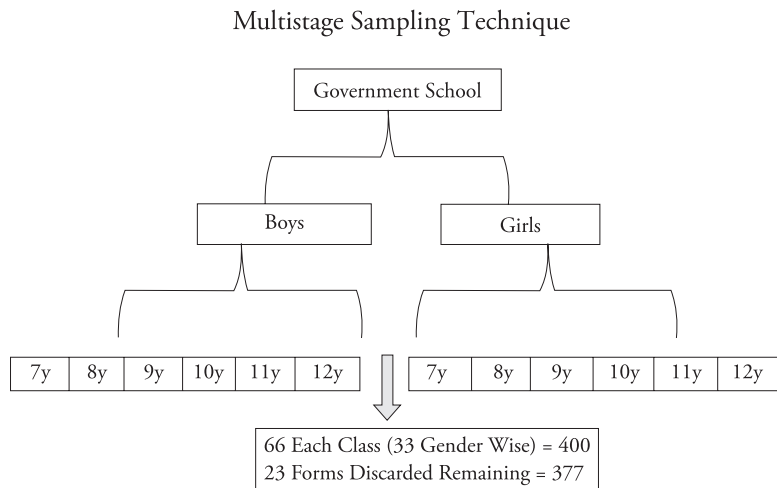 Multistage Sampling Technique
Government School
Boys
Girls
7y 8y 9y 10y 11y 12y
7y 8y 9y 10y 11y 12y
66 Each Class (33 Gender Wise) = 400
23 Forms Discarded Remaining = 377